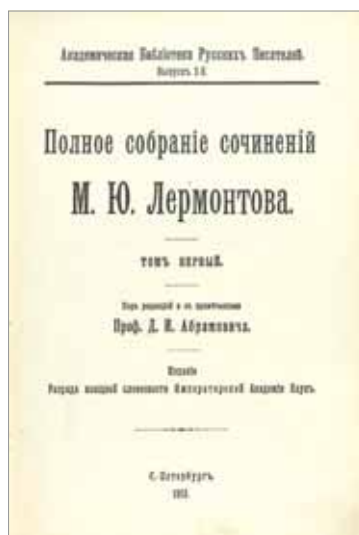 Академическая Библіотека Русскихъ Писателей.
Выпускъ 2-й.
Полное собраніе сочиненій
М. Ю. Лермонтова.
ТОМЪ ПЕРВЫЙ.
Подъ редакціей и съ примѣчаніями
Проф. Д. И. Абрамовича.
Изданіе
Разряда изящной словесности Императорской Академіи Наукъ.
С.-Петербургъ.